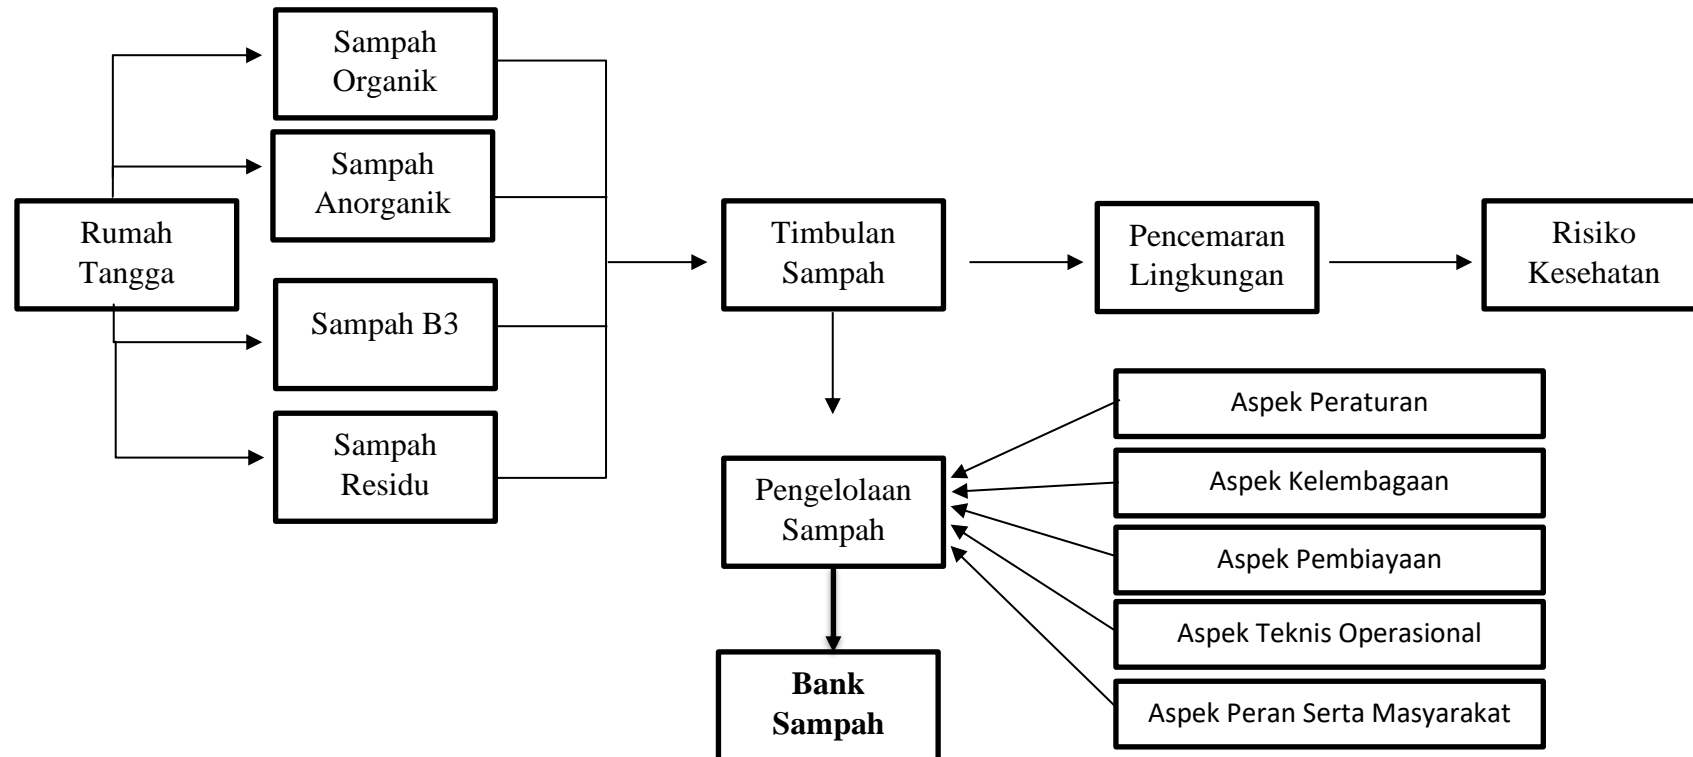 Sampah
Organik
Sampah
Anorganik
Rumah
Tangga
Sampah B3
Sampah
Residu
Timbulan
Sampah
Pencemaran
Lingkungan
Risiko
Kesehatan
Pengelolaan
Sampah
Bank
Sampah
Aspek Peraturan
Aspek Kelembagaan
Aspek Pembiayaan
Aspek Teknis Operasional
Aspek Peran Serta Masyarakat